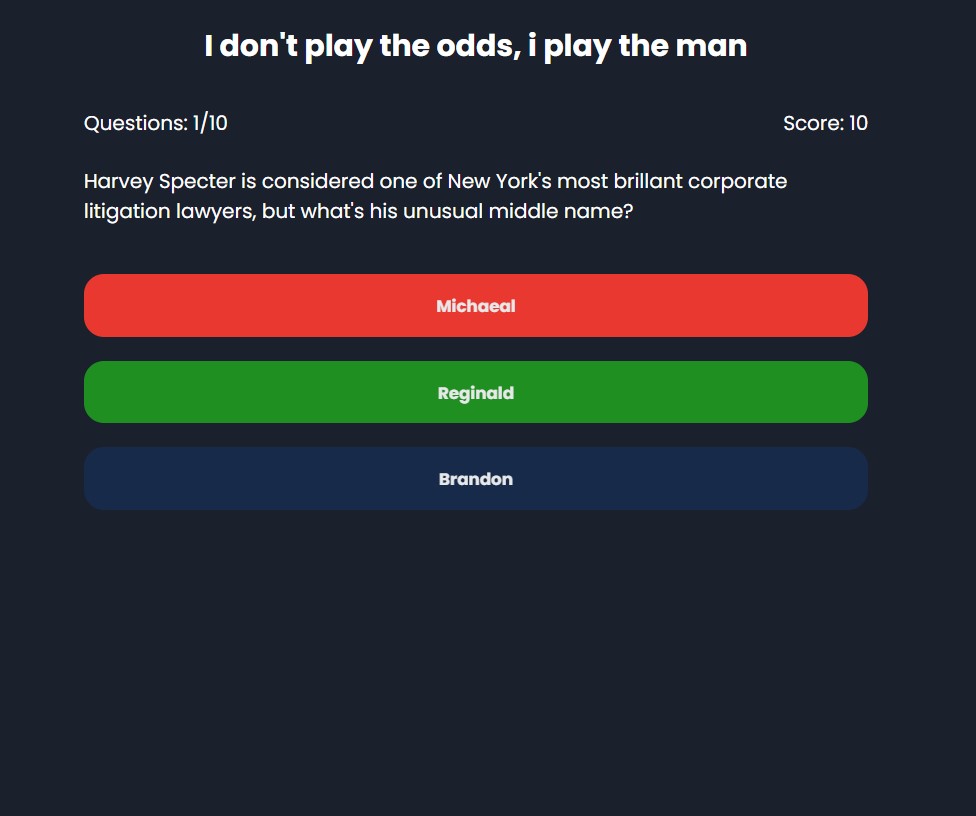 I don't play the odds, i play the man
Questions: 1/10
Score: 10
Harvey Specter is considered one of New York's most brillant corporate
litigation lawyers, but what's his unusual middle name?
Michaeal
Reginald
Brandon